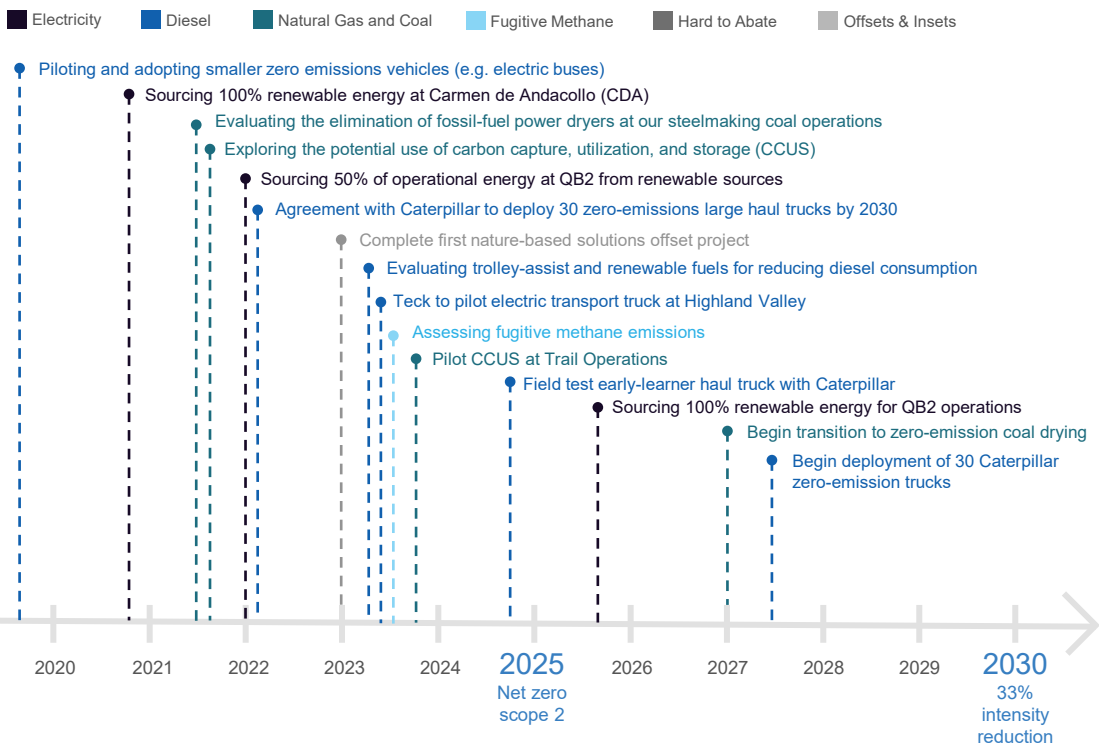 Electricity
Diesel
Natural Gas and Coal
Fugitive Methane
Hard to Abate
Offsets & Insets
Piloting and adopting smaller zero emissions vehicles (e.g. electric buses)
Sourcing 100% renewable energy at Carmen de Andacollo (CDA)
Evaluating the elimination of fossil-fuel power dryers at our steelmaking coal operations
Exploring the potential use of carbon capture, utilization, and storage (CCUS)
Sourcing 50% of operational energy at QB2 from renewable sources
Agreement with Caterpillar to deploy 30 zero-emissions large haul trucks by 2030
Complete first nature-based solutions offset project
Evaluating trolley-assist and renewable fuels for reducing diesel consumption
Teck to pilot electric transport truck at Highland Valley
Assessing fugitive methane emissions
Pilot CCUS at Trail Operations
Field test early-learner haul truck with Caterpillar
Sourcing 100% renewable energy for QB2 operations
Begin transition to zero-emission coal drying
Begin deployment of 30 Caterpillar
zero-emission trucks
2020
2021
2022
2023
2024
2025
Net zero
scope 2
2026
2027
2028
2029
2030
33%
intensity
reduction